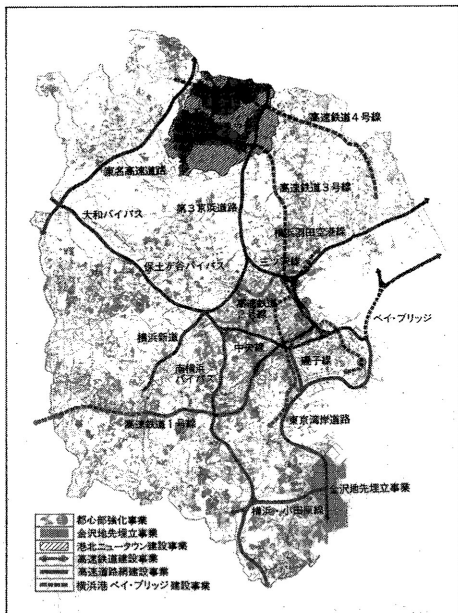 高速鉄道4号線
東名高速道路
高速鉄道3号線
大和バイパス
第3京浜道路
横浜羽田空港線
三ツ沢線
保土ヶ谷バイパス
高速鉄道
ベイ・ブリッジ
横浜新道
中央線
磯子線
南横浜
バイパス
東京湾岸道路
高速鉄道1号線
金沢地先埋立事業
横浜・小田原線
都心部強化事業
金沢地先埋立事業
港北ニュータウン建設事業
高速鉄道建設事業
高速道路網建設事業
横浜港ベイ・ブリッジ建設事業